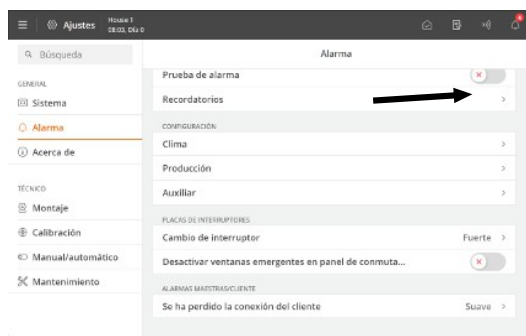 Ajustes
House 1
08:03, Día 0
Búsqueda
Alarma
GENERAL
Sistema
Alarma
Acerca de
TÉCNICO
Montaje
Calibración
Manual/automático
Mantenimiento
Prueba de alarma
Recordatorios
CONFIGURACIÓN
Clima
Producción
Auxiliar
PLACAS DE INTERRUPTORES
Cambio de interruptor Fuerte
Desactivar ventanas emergentes en panel de conmuta...
ALARMAS MAESTRAS/CLIENTE
Se ha perdido la conexión del cliente Suave